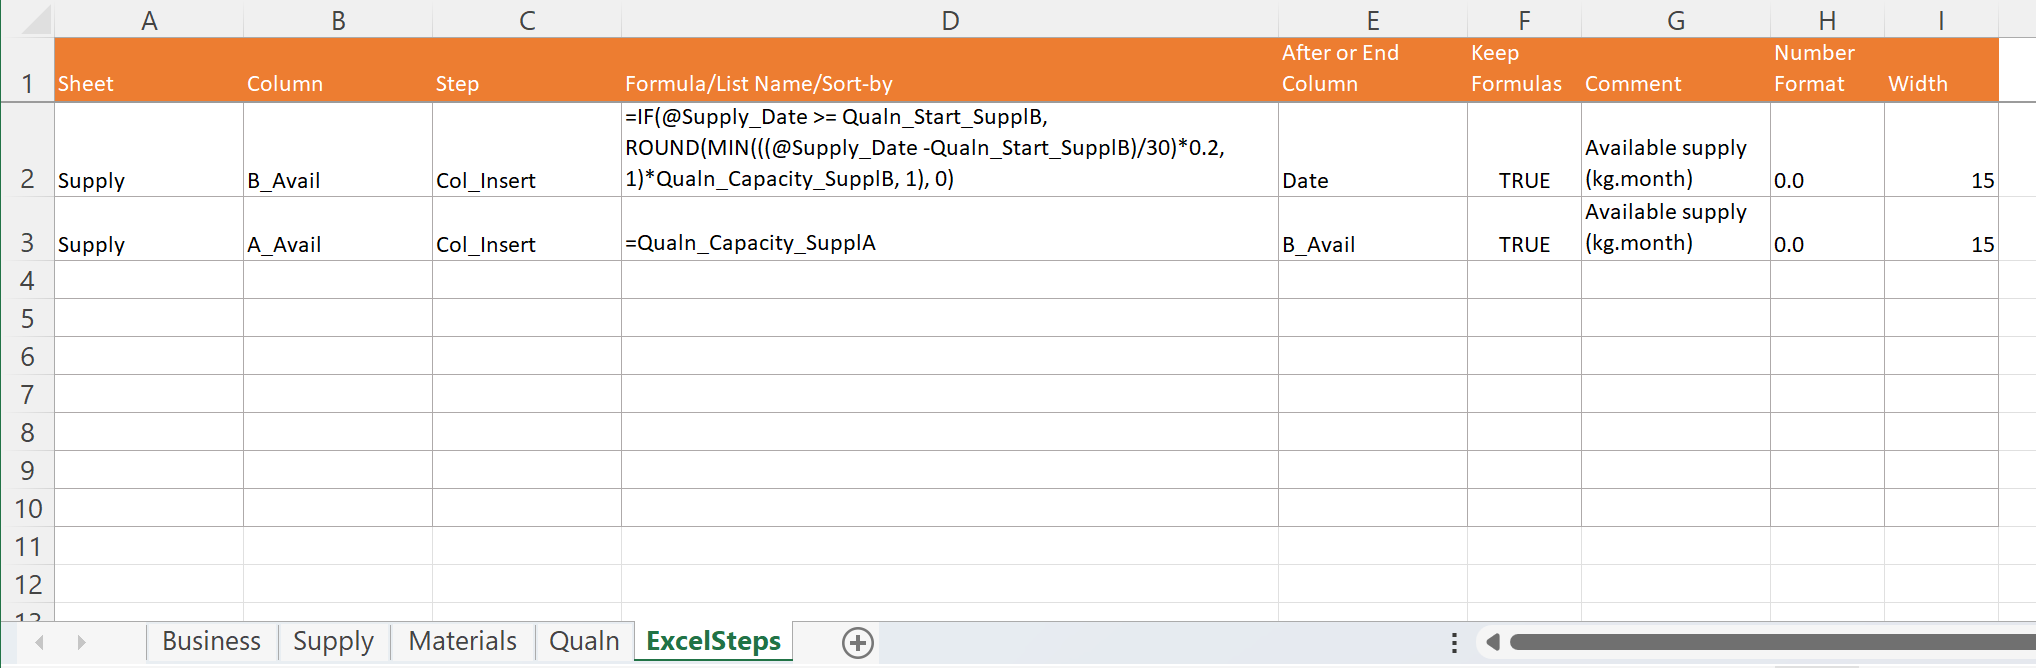 A B C D E F G H I
1 Sheet Column Step Formula/List Name/Sort-by After or End Column Keep Formulas Comment Number Format Width
=IF(@Supply_Date >= Qualn_Start_SupplB,
ROUND(MIN(((@Supply_Date -Qualn_Start_SupplB)/30)*0.2, Available supply
2 Supply B_Avail Col_Insert 1)*Qualn_Capacity_SupplB, 1), 0) Date TRUE (kg.month) 0.0 15
Available supply
3 Supply A_Avail Col_Insert =Qualn_Capacity_SupplA B_Avail TRUE (kg.month) 0.0 15
4
5
6
7
8
9
10
11
12
13
Business Supply Materials Qualn ExcelSteps